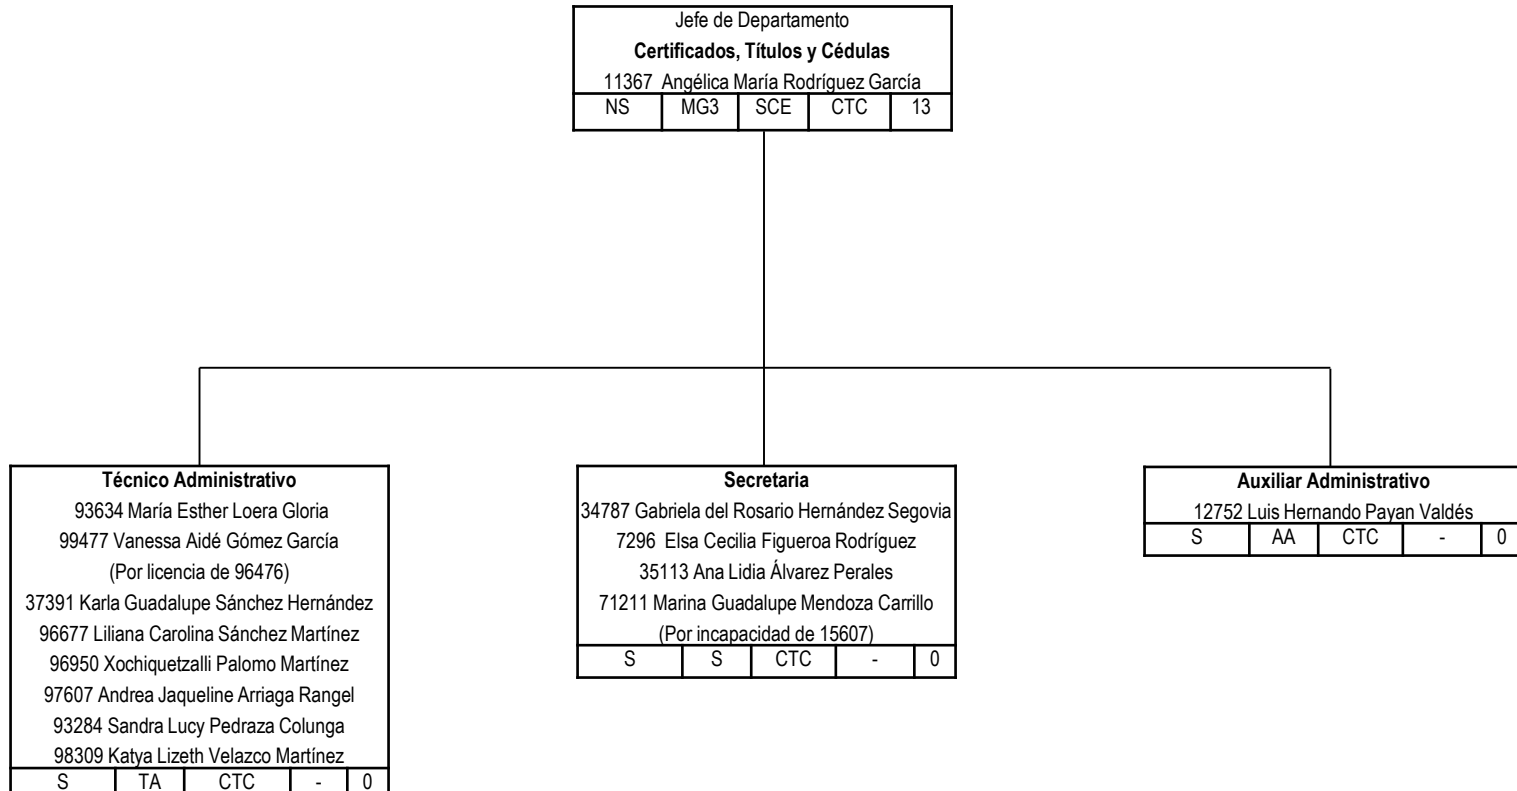 Jefe de Departamento
Certificados, Títulos y Cédulas
11367 Angélica María Rodríguez García
NS MG3 SCE CTC 13
Técnico Administrativo
93634 María Esther Loera Gloria
99477 Vanessa Aidé Gómez García
(Por licencia de 96476)
37391 Karla Guadalupe Sánchez Hernández
96677 Liliana Carolina Sánchez Martínez
96950 Xochiquetzalli Palomo Martínez
97607 Andrea Jaqueline Arriaga Rangel
93284 Sandra Lucy Pedraza Colunga
98309 Katya Lizeth Velazco Martínez
S TA CTC - 0
Secretaria
34787 Gabriela del Rosario Hernández Segovia
7296 Elsa Cecilia Figueroa Rodríguez
35113 Ana Lidia Álvarez Perales
71211 Marina Guadalupe Mendoza Carrillo
(Por incapacidad de 15607)
S S CTC - 0
Auxiliar Administrativo
12752 Luis Hernando Payan Valdés
S AA CTC - 0